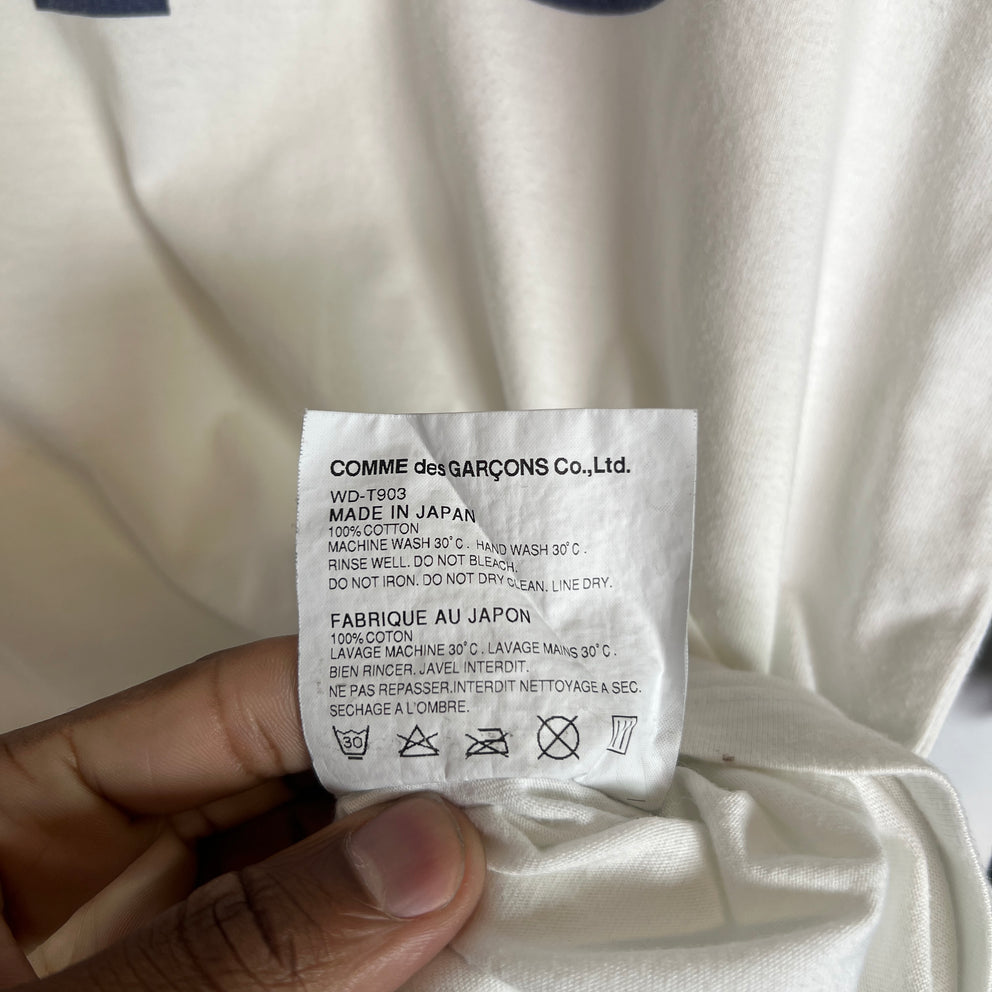 COMME des GARÇONS Co.,Ltd.
WD-T903
MADE IN JAPAN
100% COTTON
MACHINE WASH 30°C. HAND WASH 30°C.
RINSE WELL. DO NOT BLEACH.
DO NOT IRON. DO NOT DRY CLEAN. LINE DRY.
FABRIQUE AU JAPON
100% COTON
LAVAGE MACHINE 30°C. LAVAGE MAINS 30°C.
BIEN RINCER. JAVEL INTERDIT.
NE PAS REPASSER.INTERDIT NETTOYAGE A SEC.
SECHAGE A L'OMBRE.
30